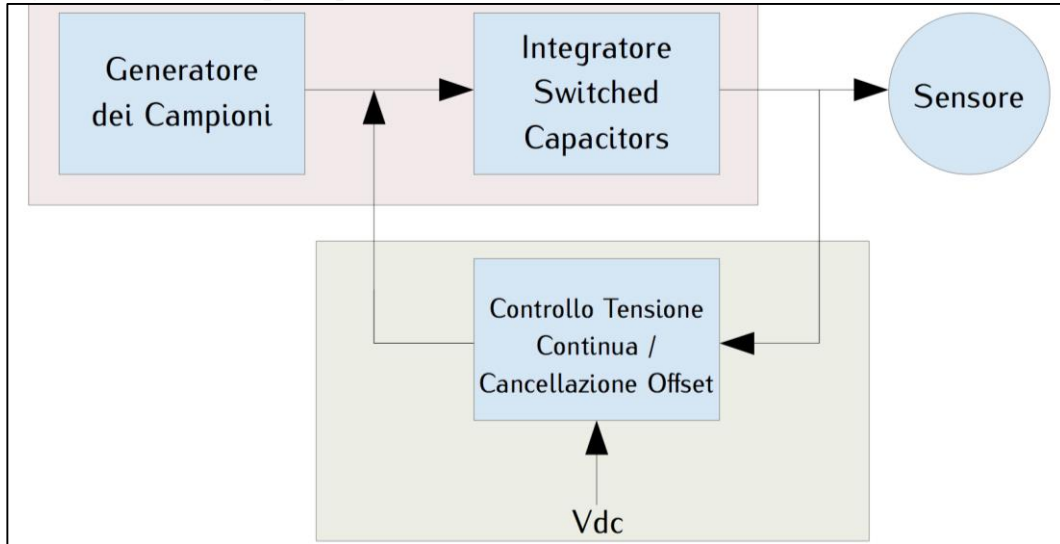 Generatore
dei Campioni
Integratore
Switched
Capacitors
Sensore
Controllo Tensione
Continua /
Cancellazione Offset
Vdc